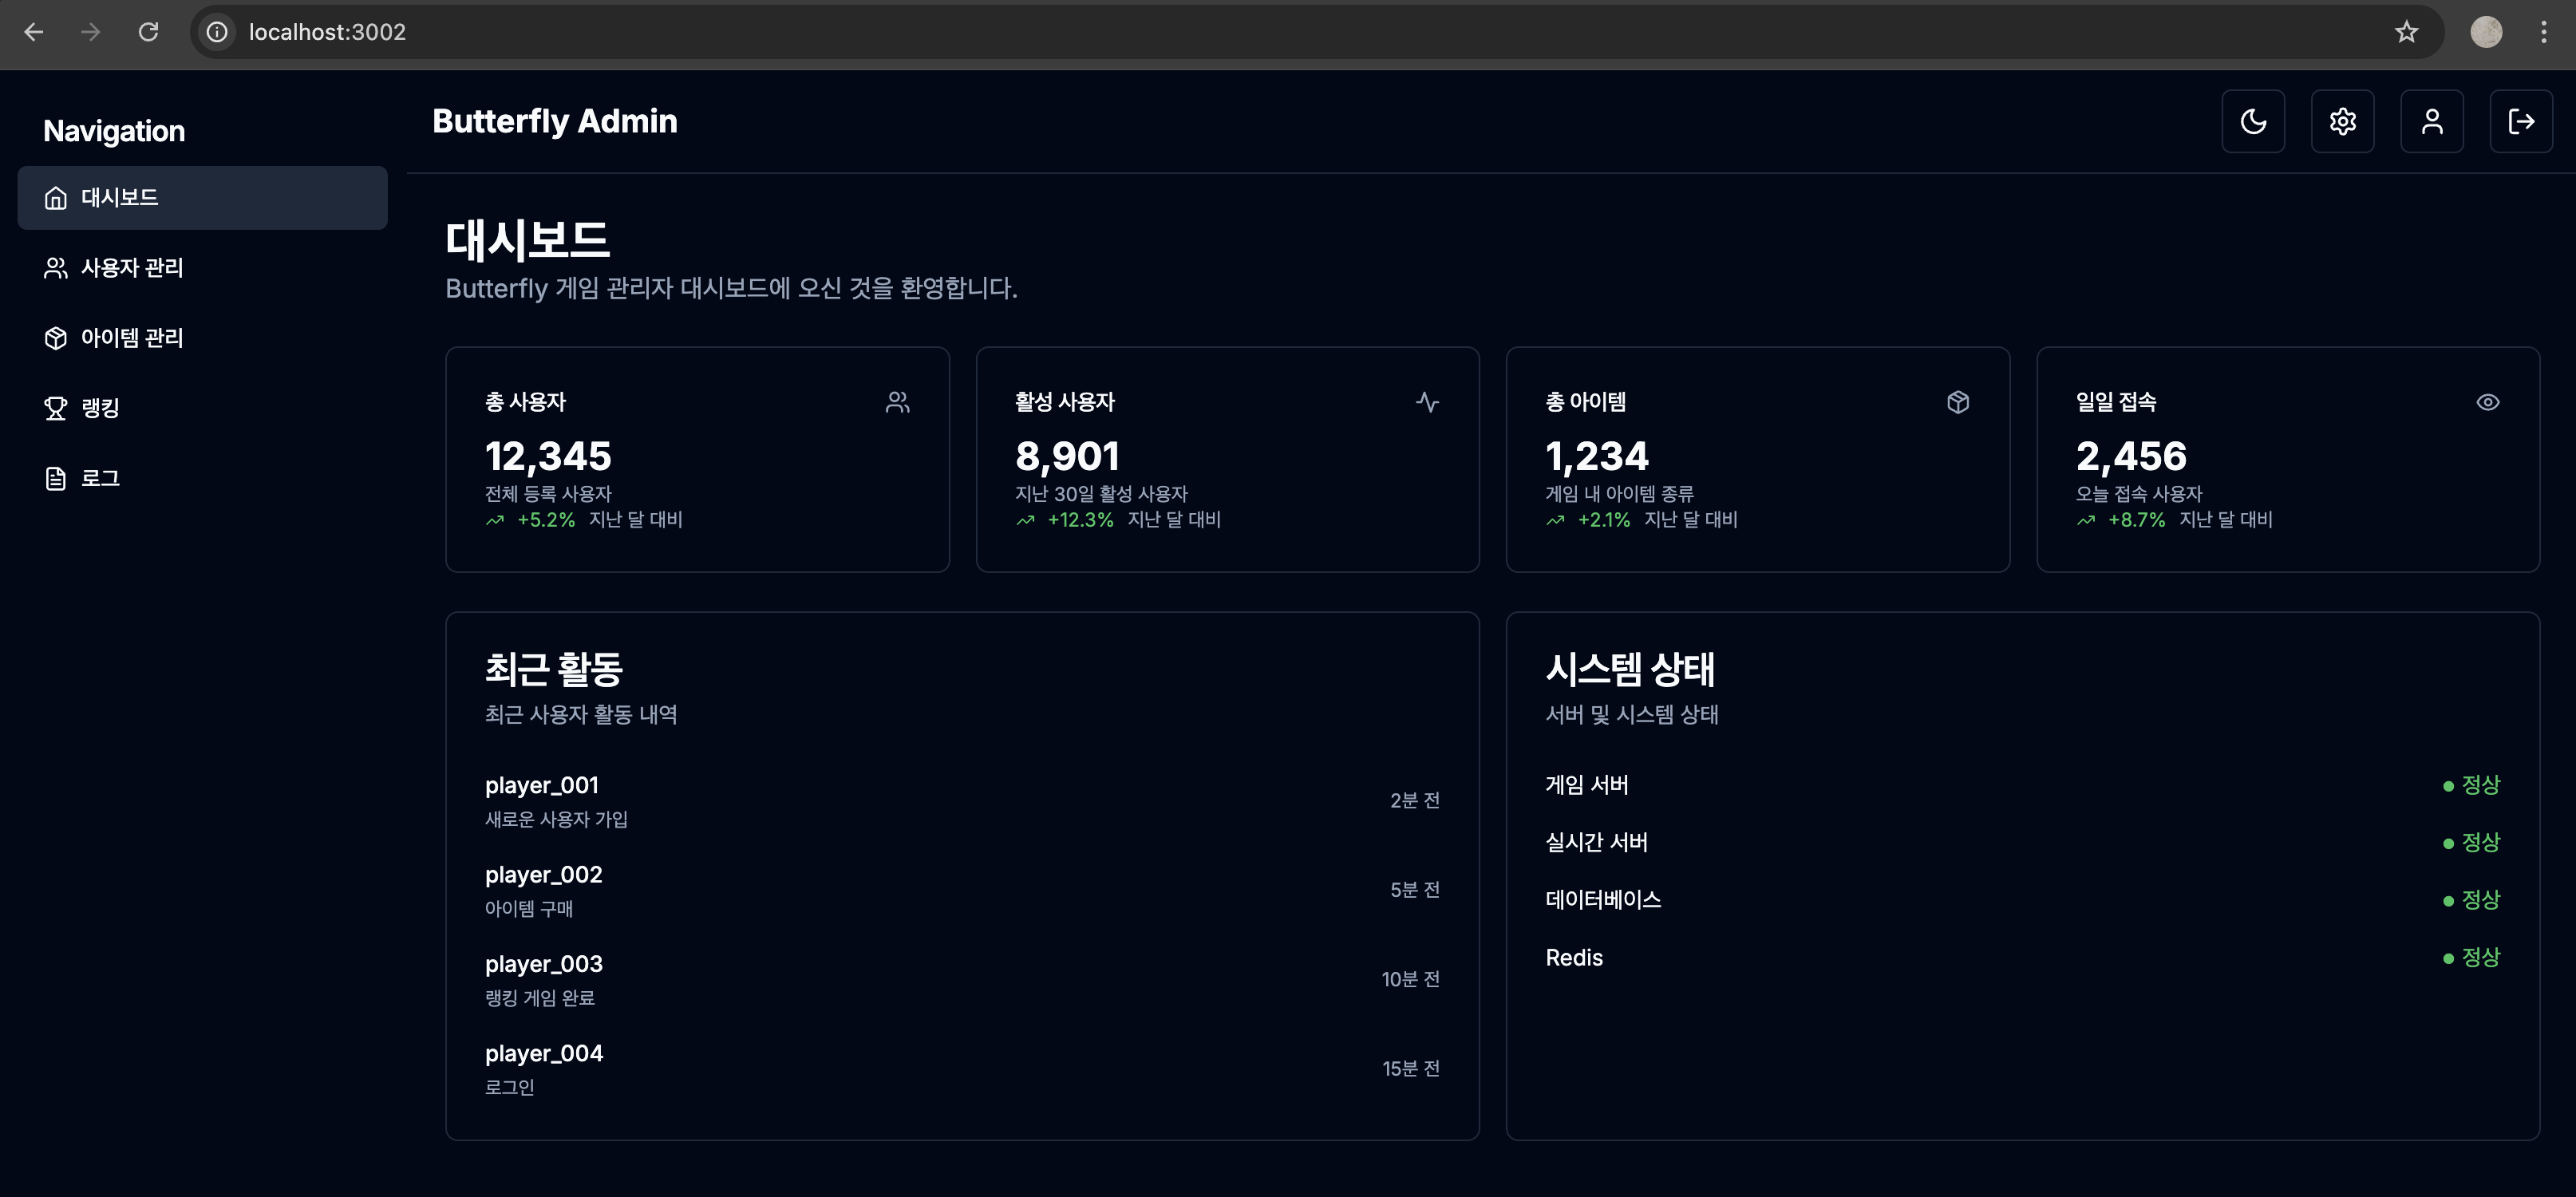 localhost:3002
Navigation
대시보드
사용자 관리
아이템 관리
랭킹
로그
Butterfly Admin
대시보드
Butterfly 게임 관리자 대시보드에 오신 것을 환영합니다.
총 사용자
12,345
전체 등록 사용자
+5.2% 지난 달 대비
활성 사용자
8,901
지난 30일 활성 사용자
+12.3% 지난 달 대비
총 아이템
1,234
게임 내 아이템 종류
+2.1% 지난 달 대비
일일 접속
2,456
오늘 접속 사용자
+8.7% 지난 달 대비
최근 활동
최근 사용자 활동 내역
player_001
새로운 사용자 가입
2분 전
player_002
아이템 구매
5분 전
player_003
랭킹 게임 완료
10분 전
player_004
로그인
15분 전
시스템 상태
서버 및 시스템 상태
게임 서버 정상
실시간 서버 정상
데이터베이스 정상
Redis 정상